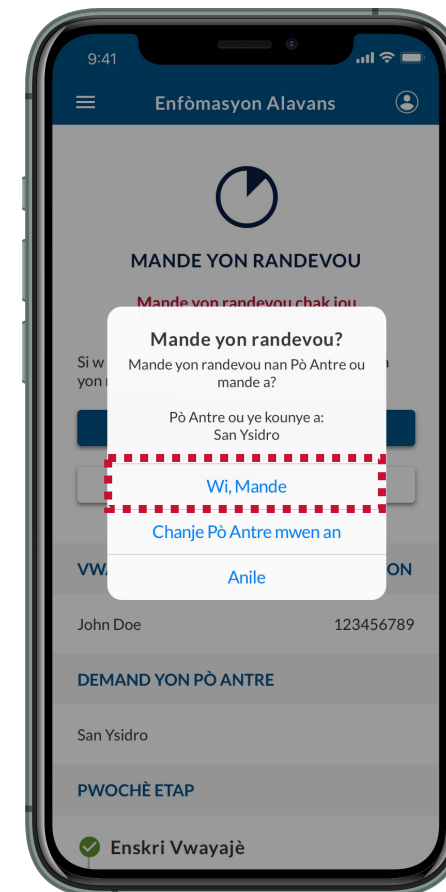 9:41
Enfòmasyon Alavans
MANDE YON RANDEVOU
Mande yon randevou chak jou
Mande yon randevou?
Si w
Mande yon randevou nan Pò Antre ou
yon
mande a?
Pò Antre ou ye kounye a:
San Ysidro
Wi, Mande
Chanje Pò Antre mwen an
Anile
ON
John Doe 123456789
DEMAND YON PÒ ANTRE
San Ysidro
PWOCHÈ ETAP
Enskri Vwayajè